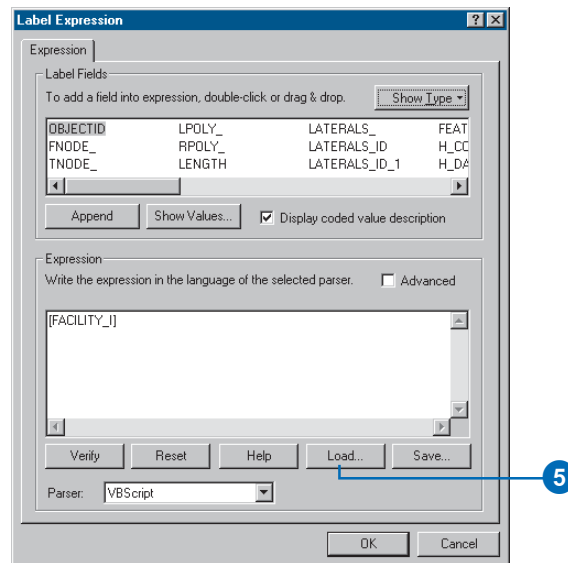 Label Expression
Expression
Label Fields
To add a field into expression, double-click or drag & drop. Show Type
OBJECTID LPOLY_ LATERALS_ FEAT
FNODE_ RPOLY_ LATERALS_ID H_CO
TNODE_ LENGTH LATERALS_ID_1 H_DA
Append Show Values... Display coded value description
Expression
Write the expression in the language of the selected parser. Advanced
[FACILITY_I]
Verify Reset Help Load... Save...
5
Parser: VBScript
OK Cancel